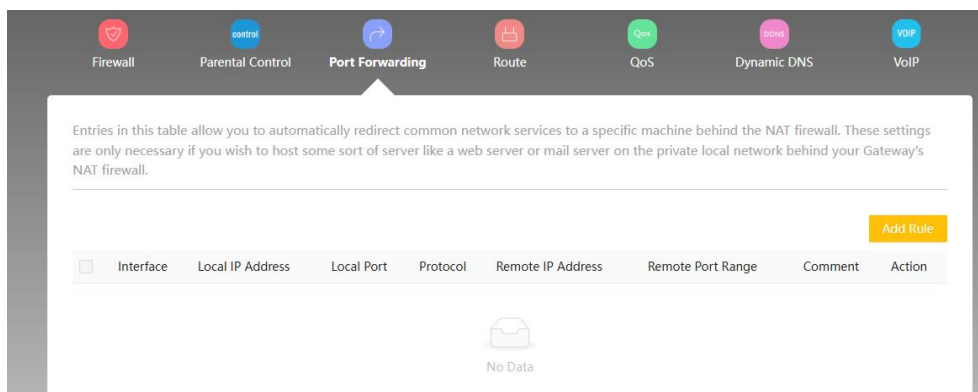 control Qos DDNS VOIP
Firewall Parental Control Port Forwarding Route QoS Dynamic DNS VoIP
Entries in this table allow you to automatically redirect common network services to a specific machine behind the NAT firewall. These settings
are only necessary if you wish to host some sort of server like a web server or mail server on the private local network behind your Gateway's
NAT firewall.
Add Rule
Interface Local IP Address Local Port Protocol Remote IP Address Remote Port Range Comment Action
No Data